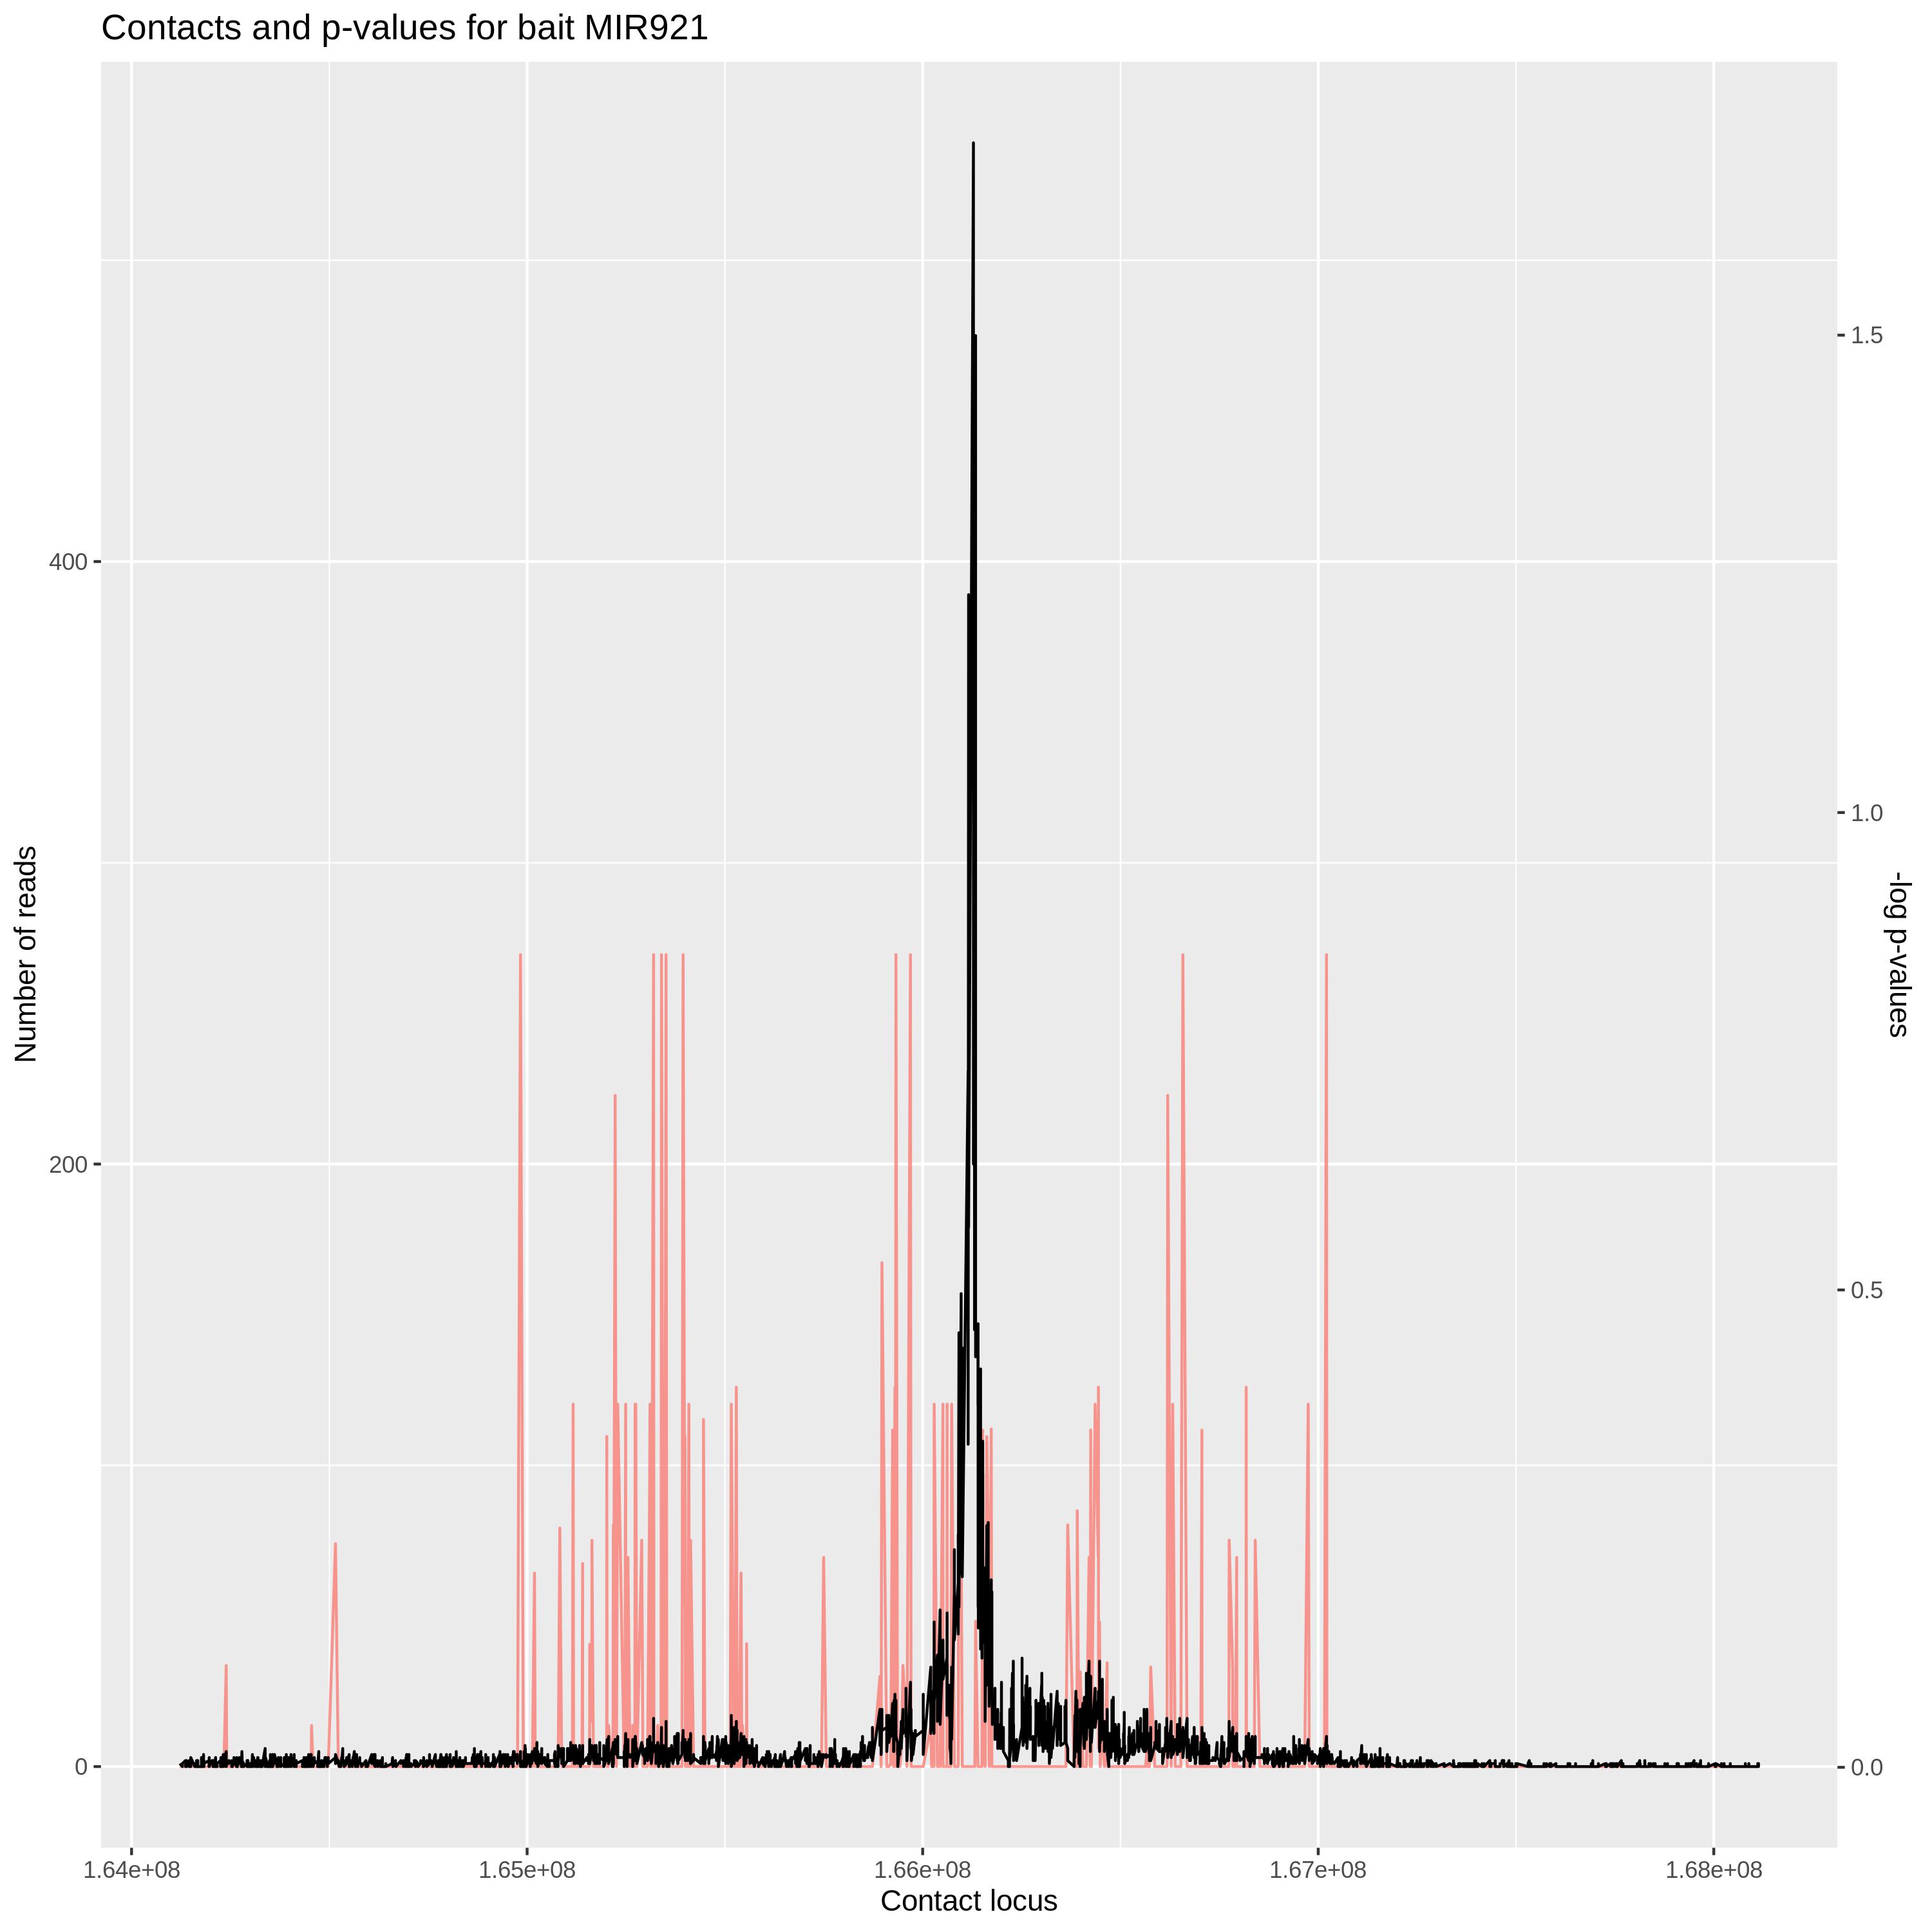 Contacts and p-values for bait MIR921
Number of reads
400
200
0
1.5
1.0
0.5
0.0
-log p-values
1.64e+08 1.65e+08 1.66e+08 1.67e+08 1.68e+08
Contact locus